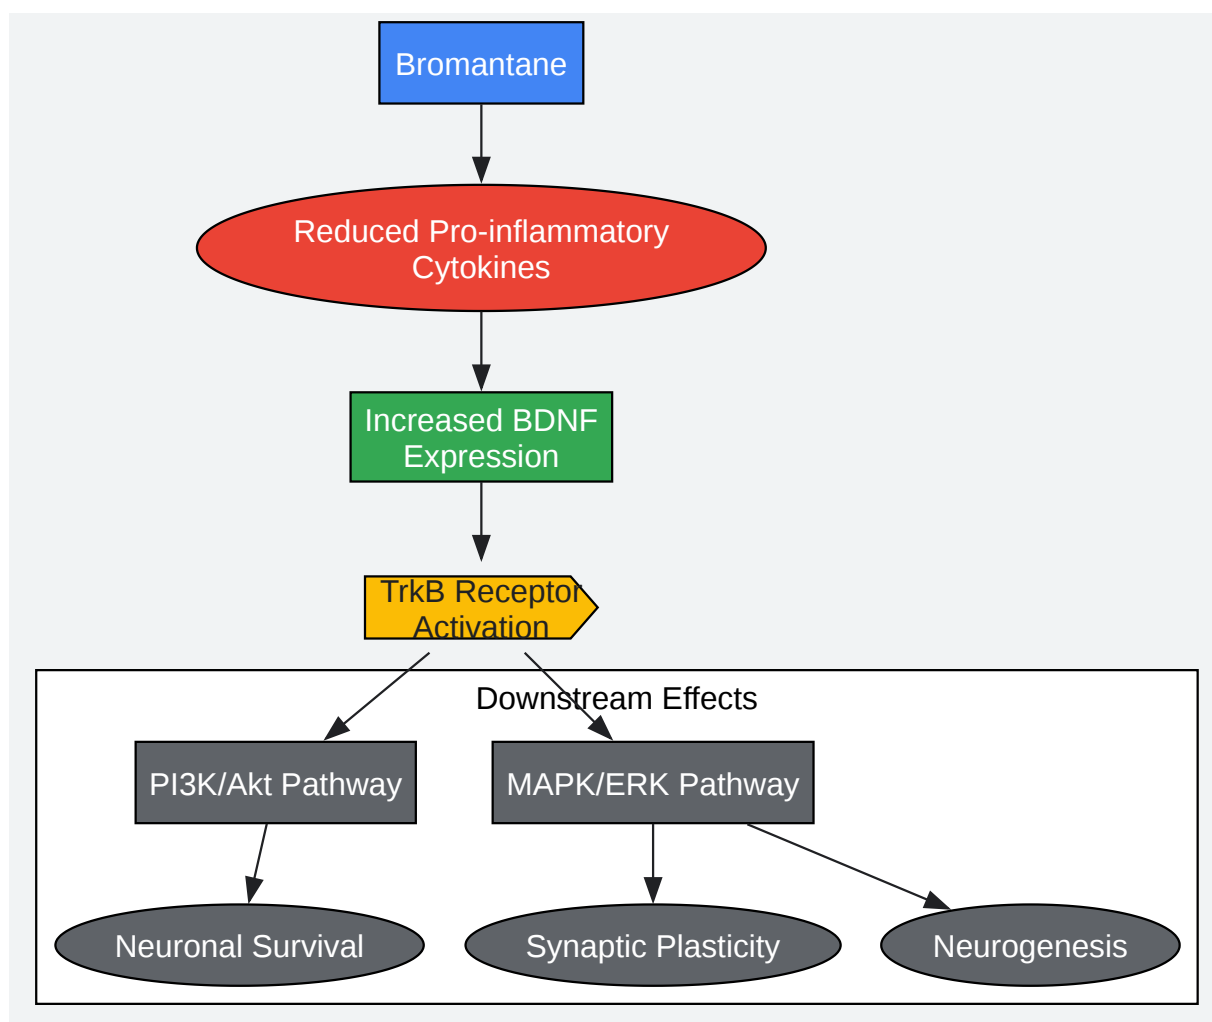 Bromantane
Reduced Pro-inflammatory
Cytokines
Increased BDNF
Expression
TrkB Receptor
Activation
Downstream Effects
PI3K/Akt Pathway
MAPK/ERK Pathway
Neuronal Survival
Synaptic Plasticity
Neurogenesis